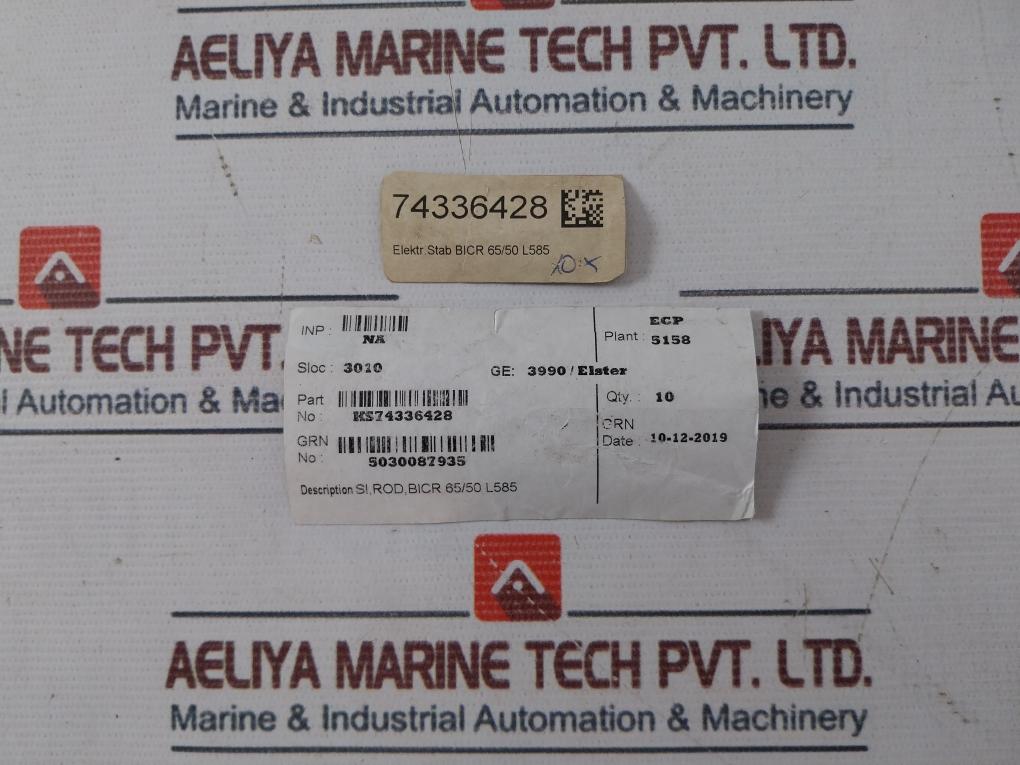 AELIYA MARINE TECH PVT. LTD.
Marine & Industrial Automation & Machinery
74336428
Elektr.Stab BICR 65/50 L585
NE TECH PVT.
l Automation & Ma
INP :
NA
ECP
Plant : 5158
Sloc : 3010
GE: 3990/Elster
Part No : HS74336428
Qty. : 10
GRN No : 5030087935
GRN Date : 10-12-2019
Description SI,ROD,BICR 65/50 L585
IYA MARINE
ne & Industrial Au
AELIYA MARINE TECH PVT. LTD.
Marine & Industrial Automation & Machinery